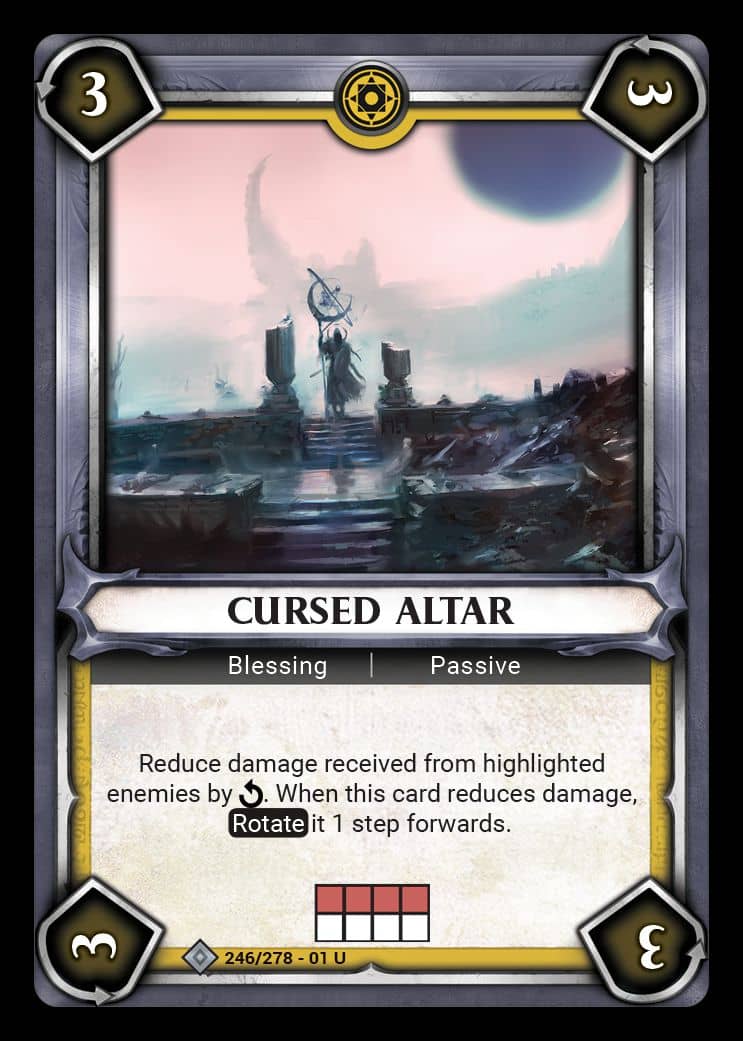 3
3
CURSED ALTAR
Blessing | Passive
Reduce damage received from highlighted
enemies by . When this card reduces damage,
Rotate it 1 step forwards.
3
3
246/278 - 01 U